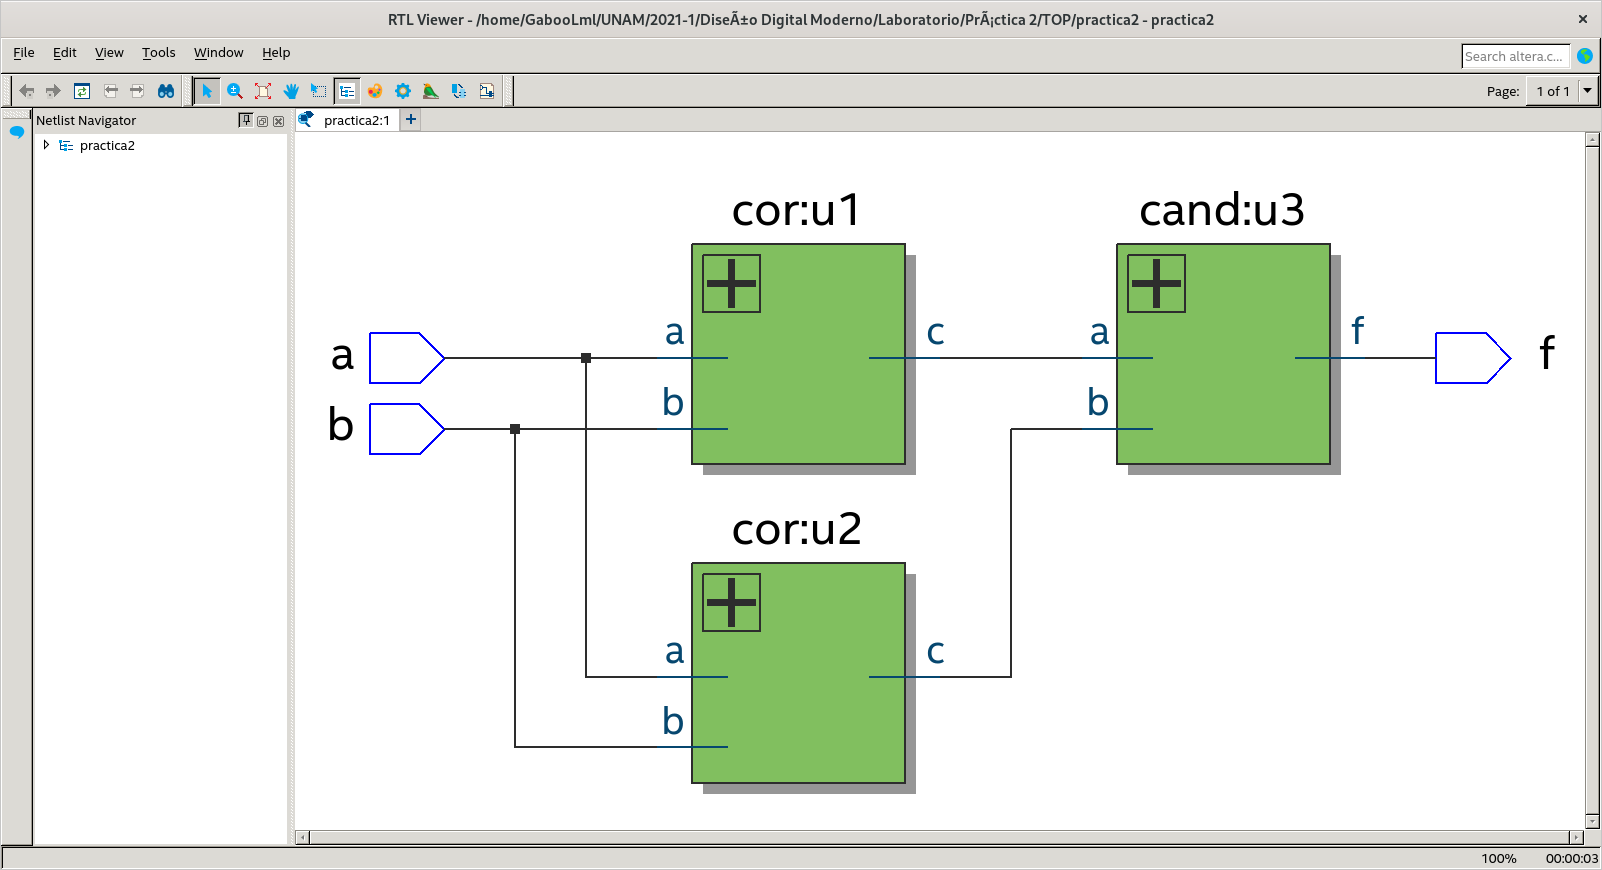 RTL Viewer - /home/GabooLml/UNAM/2021-1/DiseÃ±o Digital Moderno/Laboratorio/PrÃ¡ctica 2/TOP/practica2 - practica2
File Edit View Tools Window Help
Search altera.c...
Page: 1 of 1
Netlist Navigator
practica2:1
practica2
cor:u1
cand:u3
a
a
c
a
f
f
b
b
b
cor:u2
a
c
b
100% 00:00:03